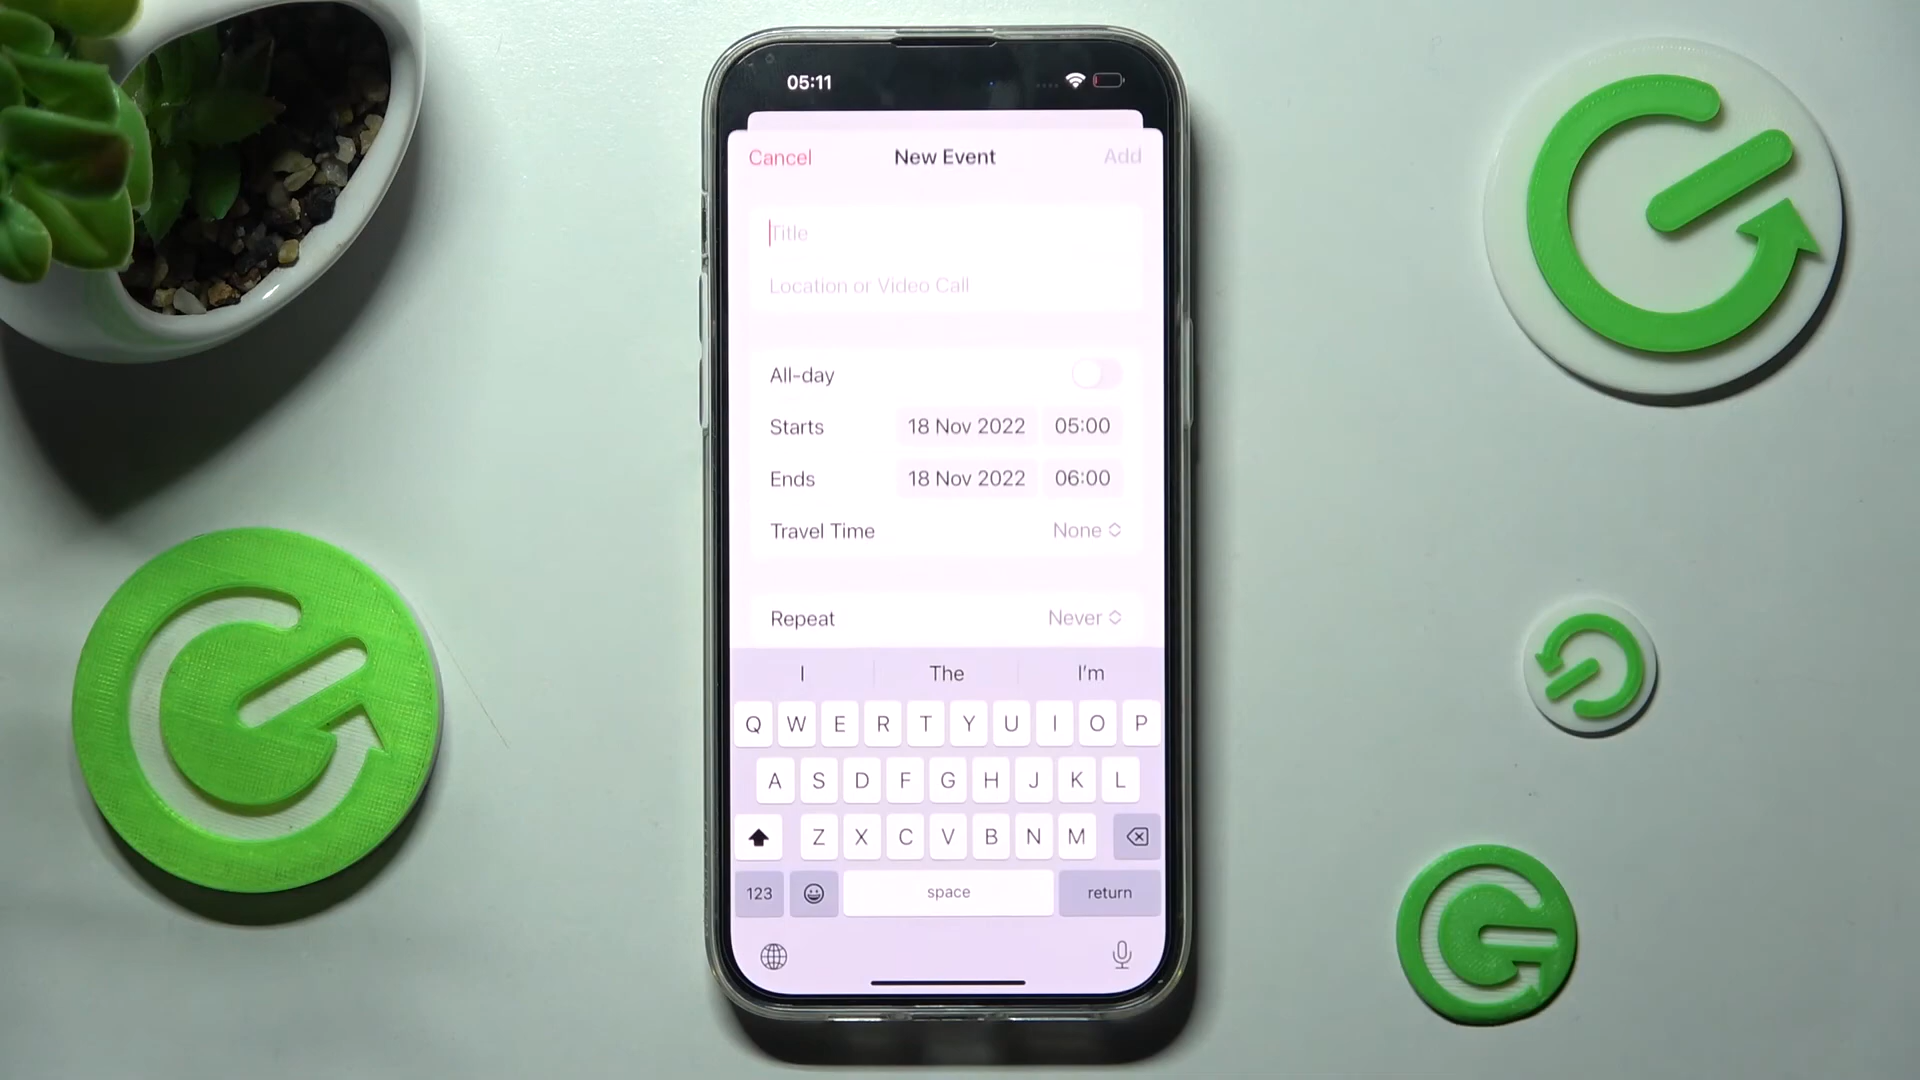 05:11
Cancel New Event Add
Title
Location or Video Call
All-day
Starts 18 Nov 2022 05:00
Ends 18 Nov 2022 06:00
Travel Time None
Repeat Never
I The I'm
Q W E R T Y U I O P
A S D F G H J K L
Z X C V B N M
123 space return